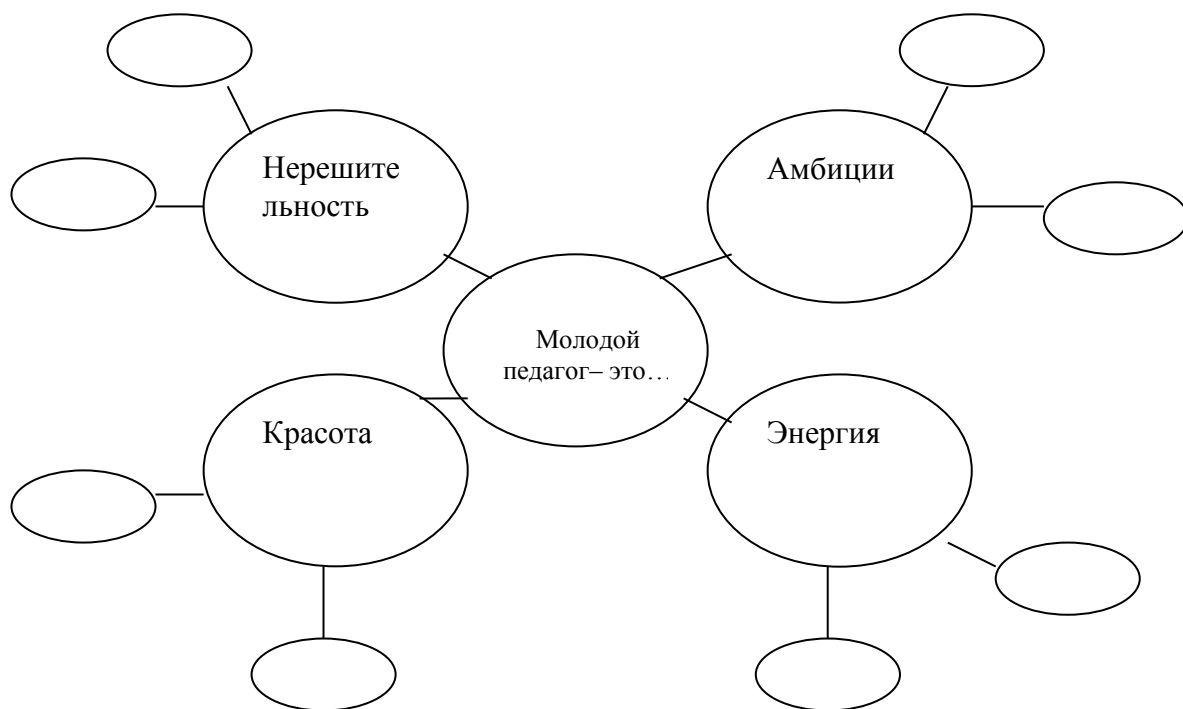 Нерешите
льность
Амбиции
Молодой
педагог– это…
Красота
Энергия